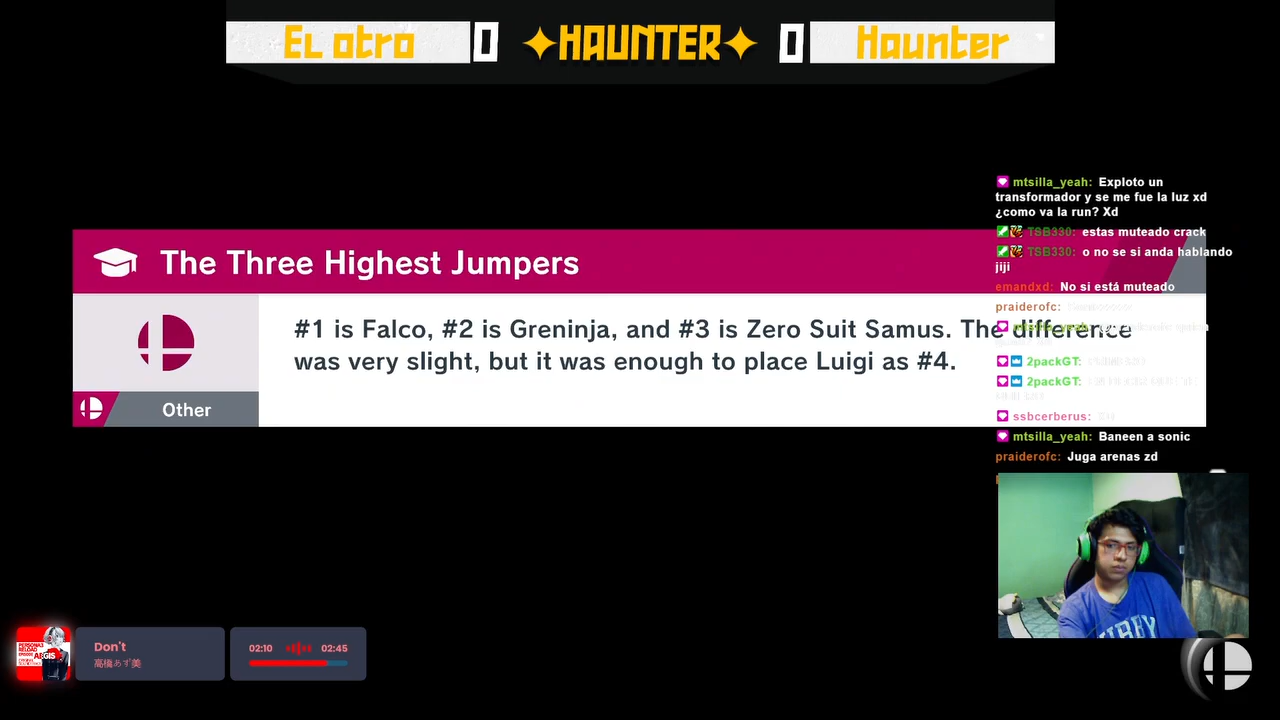 EL otro 0 HAUNTER 0 Haunter
mtsilla_yeah: Exploto un
transformador y se me fue la luz xd
¿como va la run? Xd
TSB330: estas muteado crack
TSB330: o no se si anda hablando
jiji
emandxd: No si está muteado
praiderofc:
mtsilla_yeah:
2packGT:
2packGT:
ssbcerberus:
mtsilla_yeah: Baneen a sonic
praiderofc: Juga arenas zd
The Three Highest Jumpers
#1 is Falco, #2 is Greninja, and #3 is Zero Suit Samus. The difference
was very slight, but it was enough to place Luigi as #4.
Other
Don't
高橋あず美
02:10 02:45